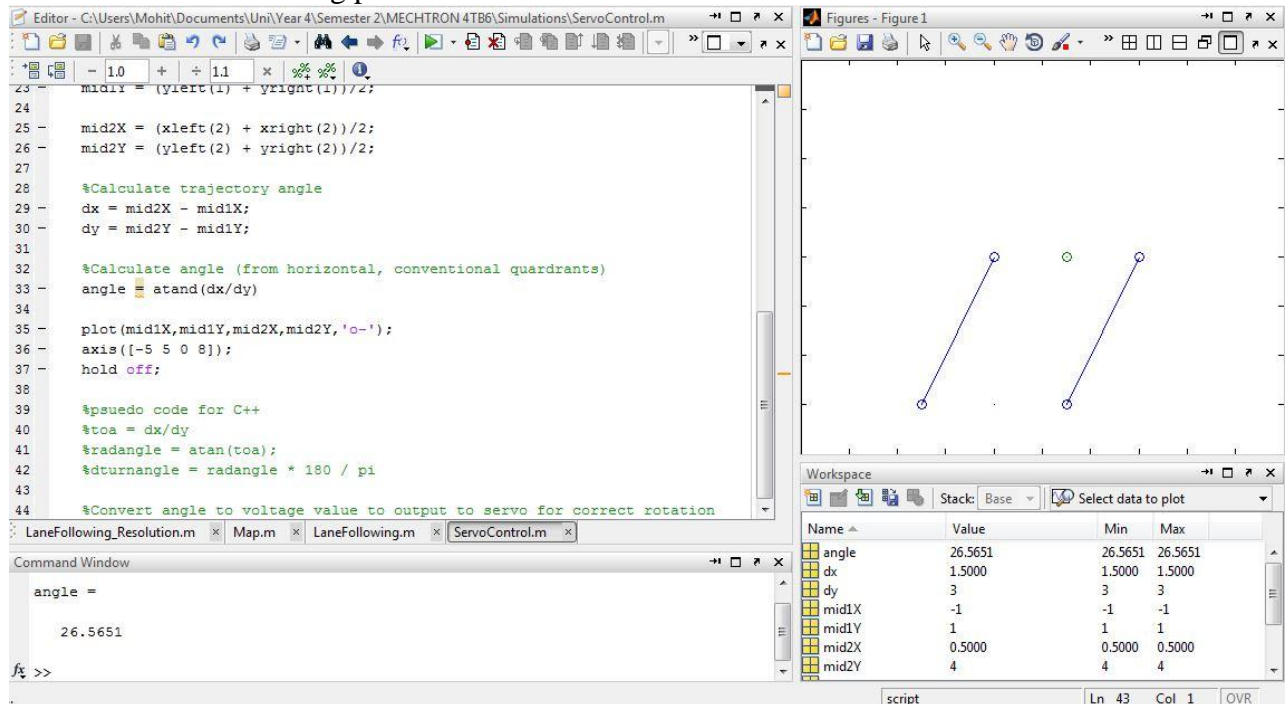 Editor - C:\Users\Mohit\Documents\Uni\Year 4\Semester 2\MECHTRON 4TB6\Simulations\ServoControl.m
- 1.0 + ÷ 1.1 ×
23 - mid1Y = (yleft(1) + yright(1))/2;
24
25 - mid2X = (xleft(2) + xright(2))/2;
26 - mid2Y = (yleft(2) + yright(2))/2;
27
28 %Calculate trajectory angle
29 - dx = mid2X - mid1X;
30 - dy = mid2Y - mid1Y;
31
32 %Calculate angle (from horizontal, conventional quardrants)
33 - angle = atand(dx/dy)
34
35 - plot(mid1X,mid1Y,mid2X,mid2Y,'o-');
36 - axis([-5 5 0 8]);
37 - hold off;
38
39 %psuedo code for C++
40 %toa = dx/dy
41 %radangle = atan(toa);
42 %dturnangle = radangle * 180 / pi
43
44 %Convert angle to voltage value to output to servo for correct rotation
LaneFollowing_Resolution.m × Map.m × LaneFollowing.m × ServoControl.m ×
Command Window
angle =
26.5651
fx >>
Figures - Figure 1
Workspace
Stack: Base Select data to plot
Name Value Min Max
angle 26.5651 26.5651 26.5651
dx 1.5000 1.5000 1.5000
dy 3 3 3
mid1X -1 -1 -1
mid1Y 1 1 1
mid2X 0.5000 0.5000 0.5000
mid2Y 4 4 4
script Ln 43 Col 1 OVR